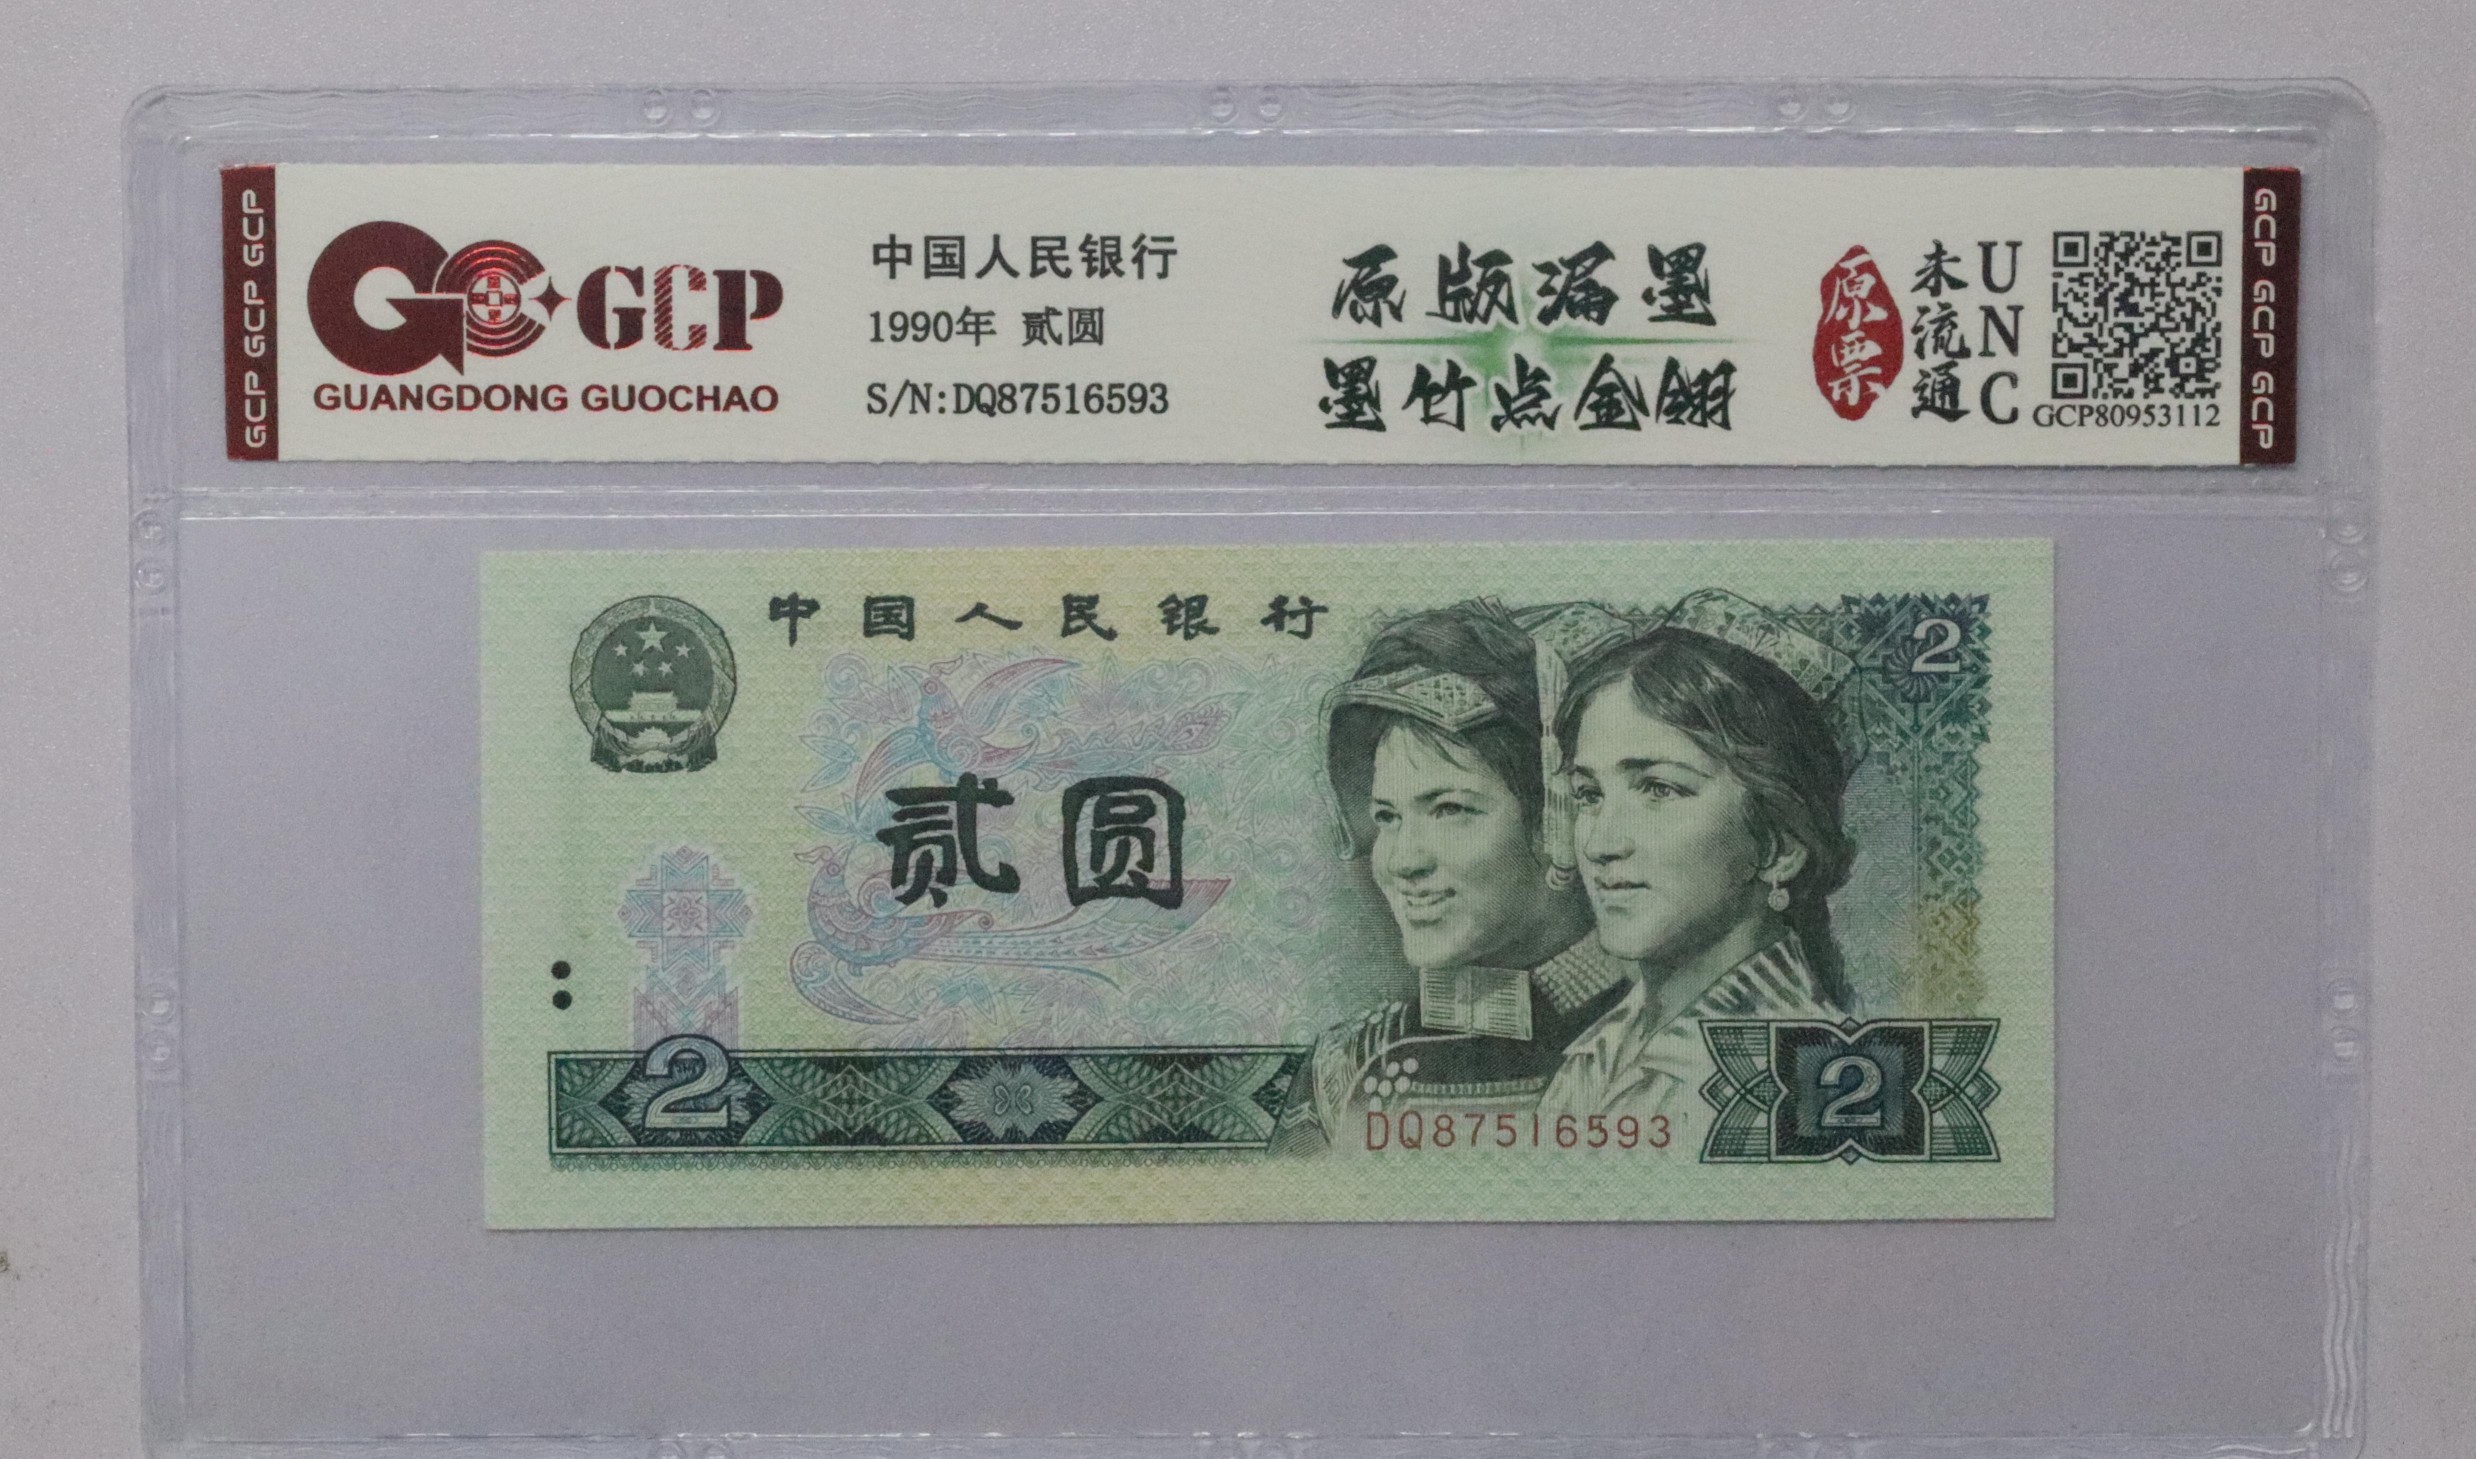 GCP GCP GCP
GCP
GUANGDONG GUOCHAO
中国人民银行
1990年 贰圆
S/N:DQ87516593
原版漏墨
墨竹点金翎
原票
未流通
UNC
GCP80953112
GCP GCP GCP
中国人民银行
2
贰圆
2
DQ87516593
2